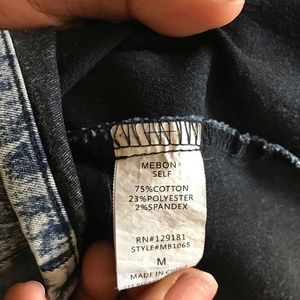 MEBON
SELF
75%COTTON
23%POLYESTER
2%SPANDEX
RN#129181
STYLE#MB1065
M
MADE IN CHINA